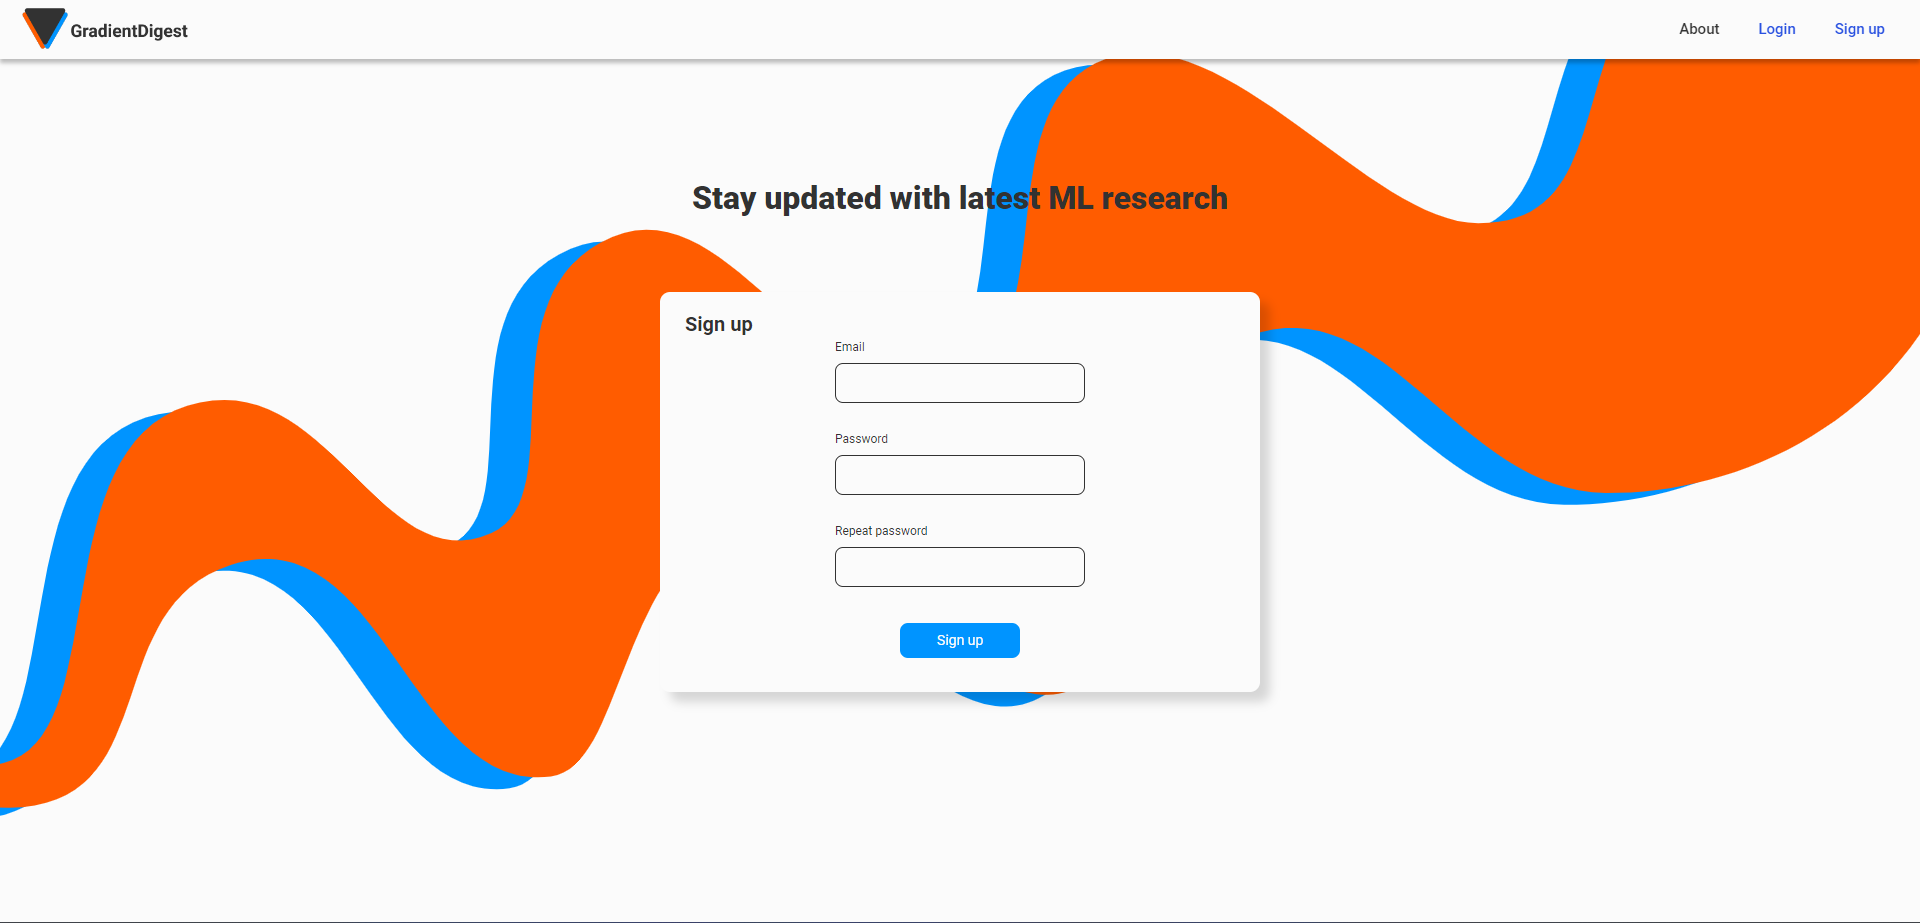 GradientDigest
About
Login
Sign up
Stay updated with latest ML research
Sign up
Email
Password
Repeat password
Sign up